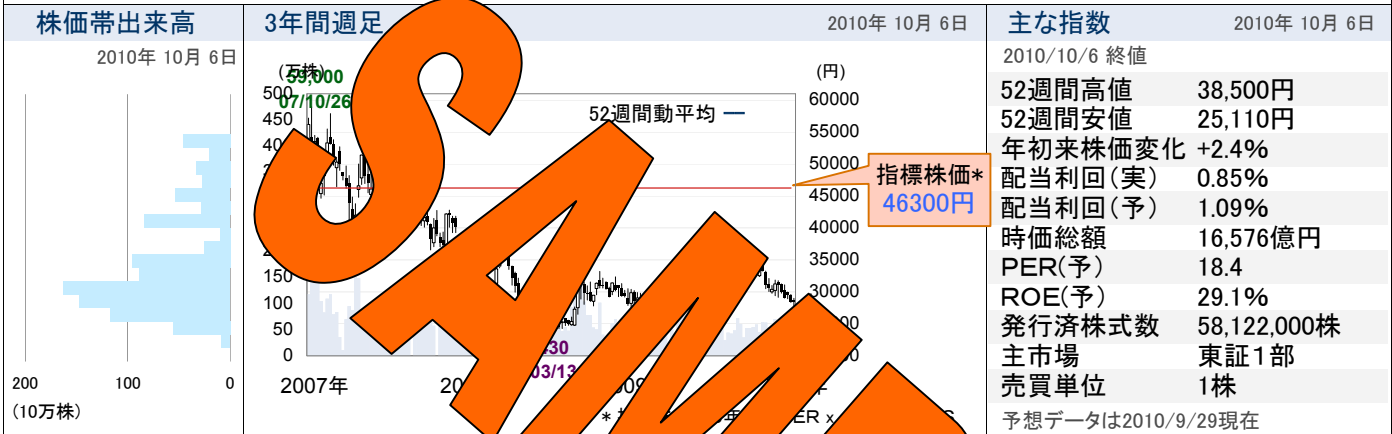 株価帯出来高
2010年 10月 6日
200 100 0
(10万株)
3年間週足 2010年 10月 6日
(万株) (円)
59,000
07/10/26
52週間動平均
500
450
150
100
50
0
60000
55000
50000
45000
40000
35000
30000
指標株価*
46300円
2007年
03/13
SAM
主な指数 2010年 10月 6日
2010/10/6 終値
52週間高値 38,500円
52週間安値 25,110円
年初来株価変化 +2.4%
配当利回(実) 0.85%
配当利回(予) 1.09%
時価総額 16,576億円
PER(予) 18.4
ROE(予) 29.1%
発行済株式数 58,122,000株
主市場 東証1部
売買単位 1株
予想データは2010/9/29現在